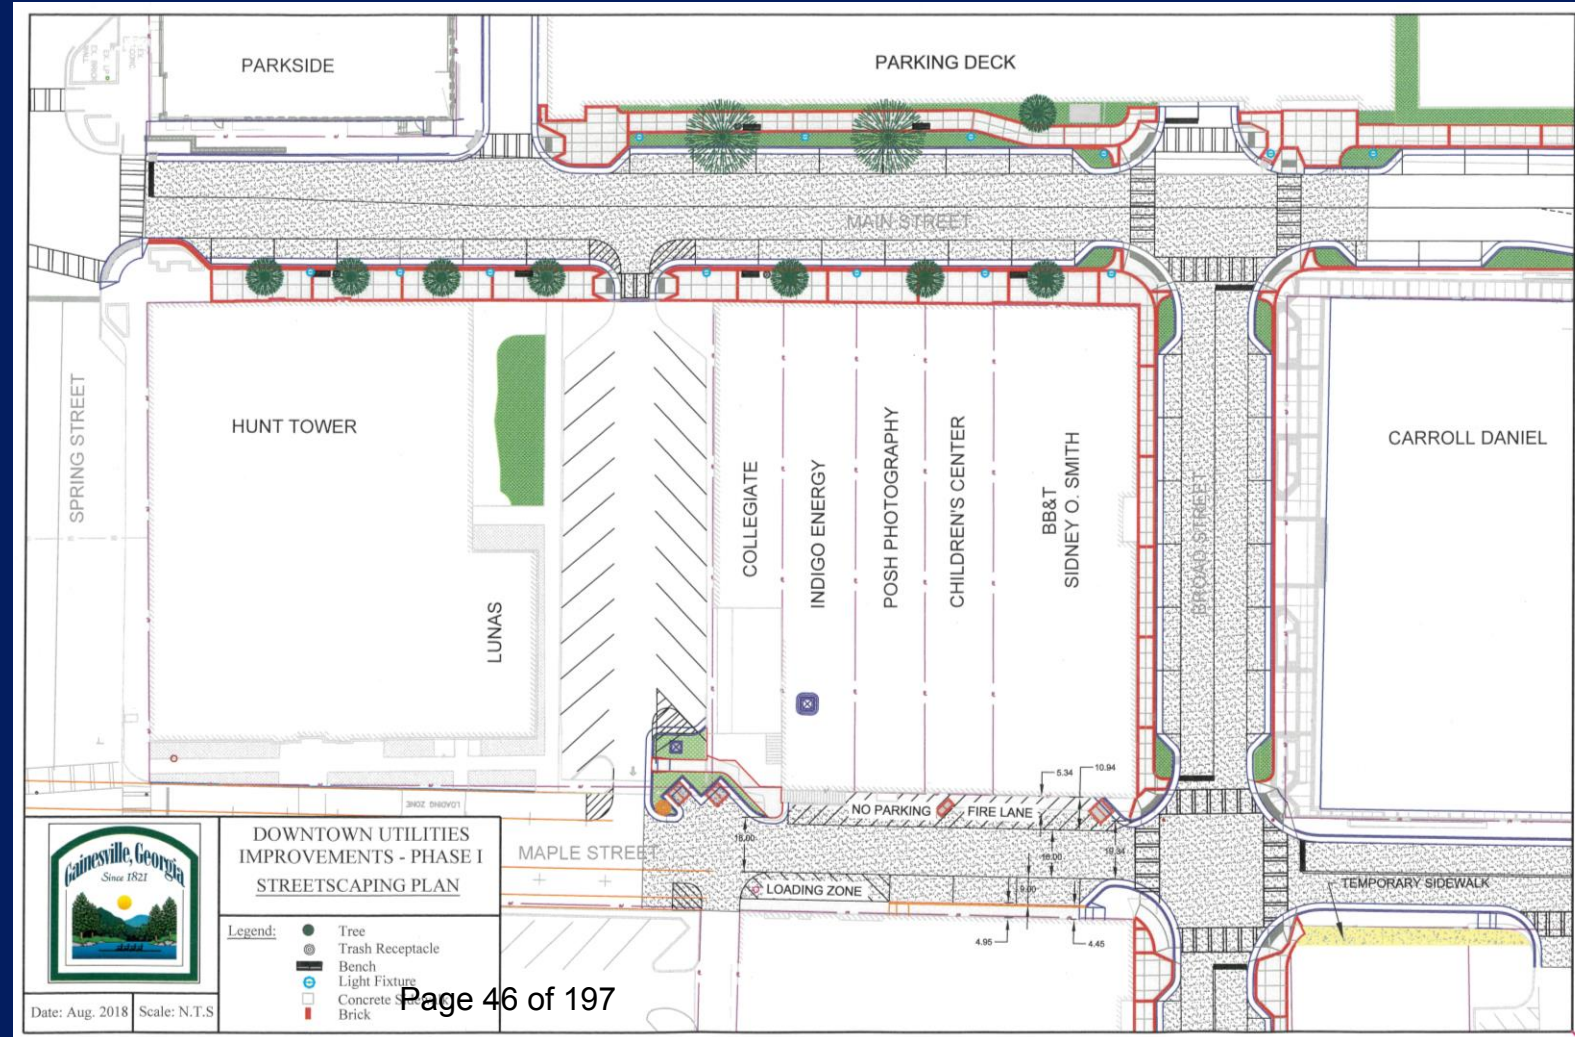 PARKSIDE
PARKING DECK
MAIN STREET
SPRING STREET
HUNT TOWER
LUNAS
COLLEGIATE
INDIGO ENERGY
POSH PHOTOGRAPHY
CHILDREN'S CENTER
BB&T
SIDNEY O. SMITH
BROAD STREET
CARROLL DANIEL
5.34
10.94
NO PARKING
FIRE LANE
LOADING ZONE
18.00
16.00
19.34
MAPLE STREET
LOADING ZONE
9.00
TEMPORARY SIDEWALK
4.95
4.45
Gainesville, Georgia
Since 1821
DOWNTOWN UTILITIES
IMPROVEMENTS - PHASE I
STREETSCAPING PLAN
Legend:
Tree
Trash Receptacle
Bench
Light Fixture
Concrete
Brick
Page 46 of 197
Date: Aug. 2018
Scale: N.T.S